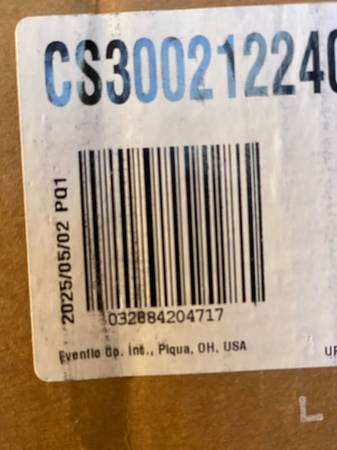 CS300212240
2025/05/02 PQ1
032884204717
Evenflo Co. Inc., Piqua, OH, USA
L